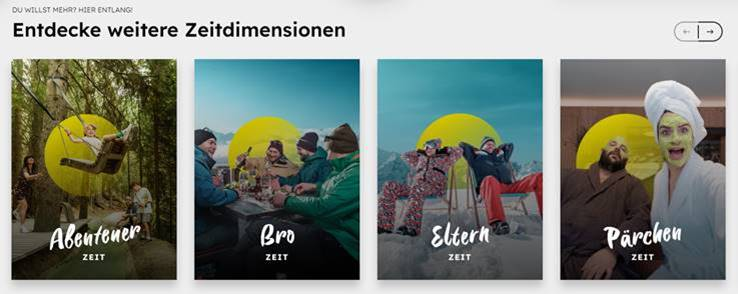 DU WILLST MEHR? HIER ENTLANG!
Entdecke weitere Zeitdimensionen
Abenteuer
ZEIT
Bro
ZEIT
Eltern
ZEIT
Pärchen
ZEIT